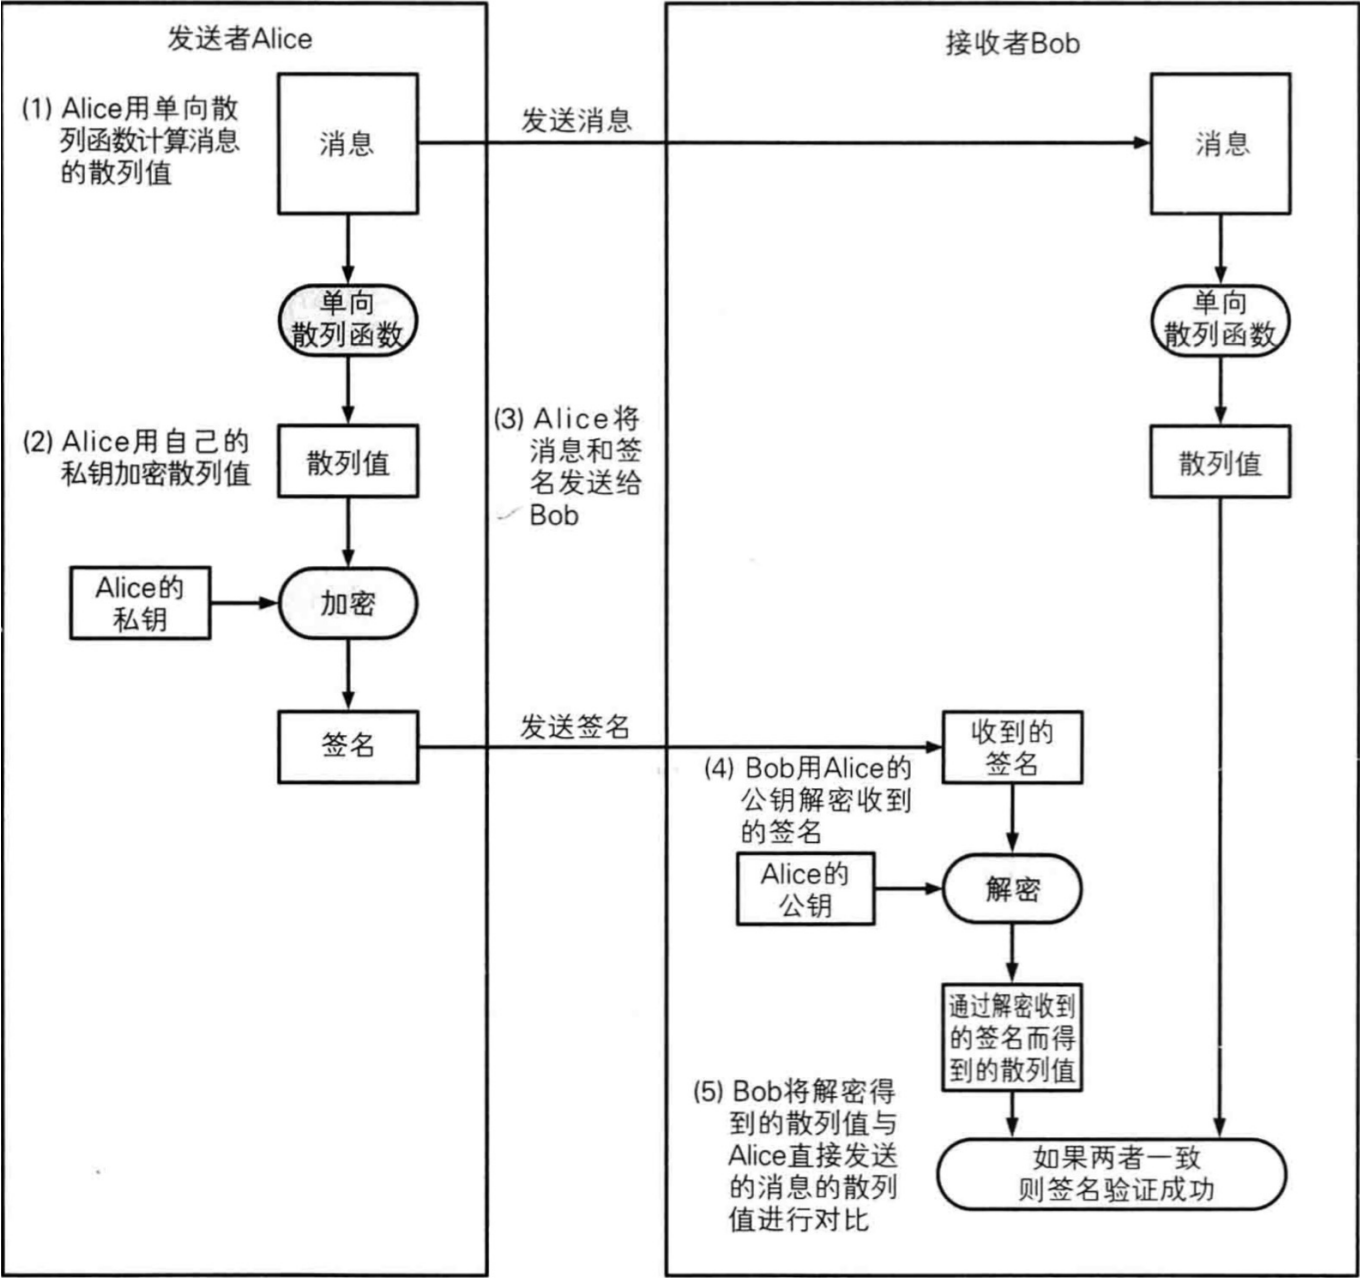 发送者Alice
接收者Bob
(1) Alice用单向散
列函数计算消息
的散列值
消息
发送消息
消息
单向
散列函数
单向
散列函数
(2) Alice用自己的
私钥加密散列值
散列值
(3) Alice将
消息和签
名发送给
Bob
散列值
Alice的
私钥
加密
签名
发送签名
收到的
签名
(4) Bob用Alice的
公钥解密收到
的签名
Alice的
公钥
解密
通过解密收到
的签名而得
到的散列值
(5) Bob将解密得
到的散列值与
Alice直接发送
的消息的散列
值进行对比
如果两者一致
则签名验证成功